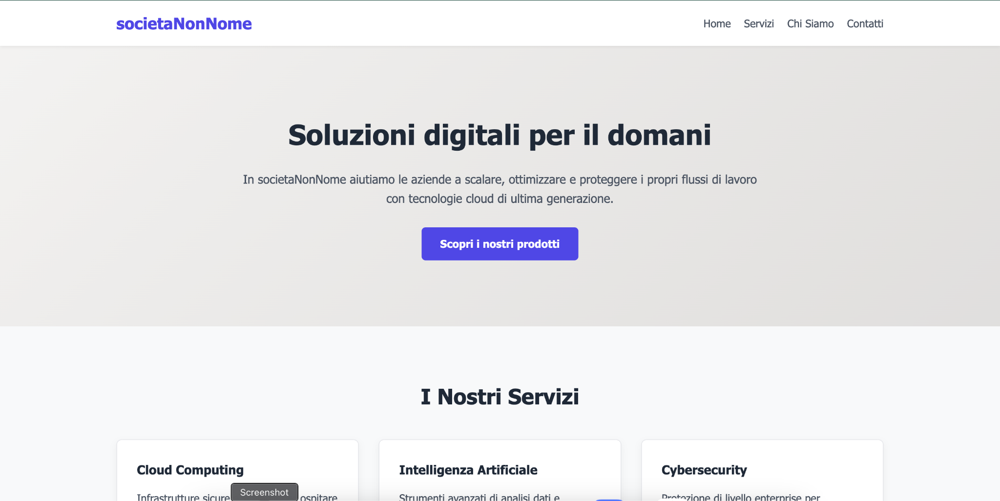 societaNonNome
Home Servizi Chi Siamo Contatti
Soluzioni digitali per il domani
In societaNonNome aiutiamo le aziende a scalare, ottimizzare e proteggere i propri flussi di lavoro
con tecnologie cloud di ultima generazione.
Scopri i nostri prodotti
I Nostri Servizi
Cloud Computing
Infrastrutture sicure ospitare
Screenshot
Intelligenza Artificiale
Strumenti avanzati di analisi dati e
Cybersecurity
Protezione di livello enterprise per